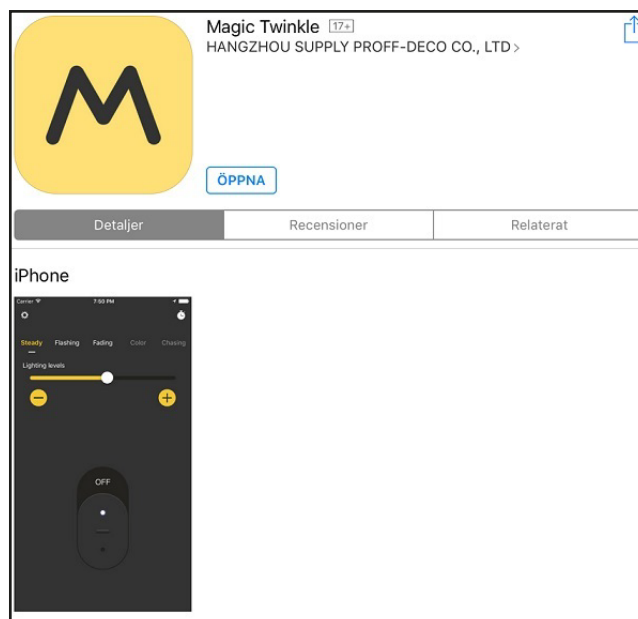 Magic Twinkle 17+
HANGZHOU SUPPLY PROFF-DECO CO., LTD >
ÖPPNA
Detaljer Recensioner Relaterat
iPhone
Carrier 7:50 PM
Steady Flashing Fading Color Chasing
Lighting levels
OFF